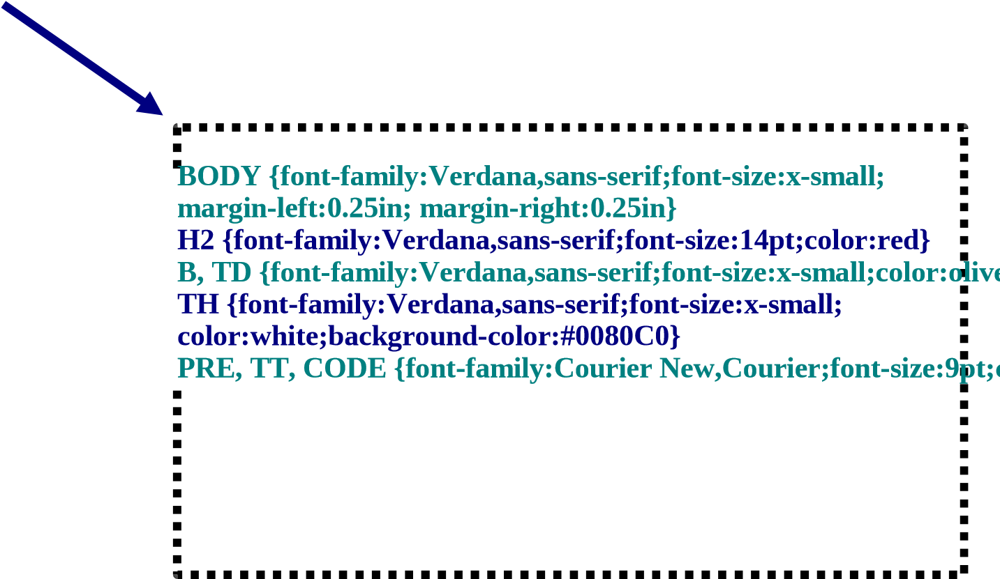 BODY {font-family:Verdana,sans-serif;font-size:x-small;
margin-left:0.25in; margin-right:0.25in}
H2 {font-family:Verdana,sans-serif;font-size:14pt;color:red}
B, TD {font-family:Verdana,sans-serif;font-size:x-small;color:olive
TH {font-family:Verdana,sans-serif;font-size:x-small;
color:white;background-color:#0080C0}
PRE, TT, CODE {font-family:Courier New,Courier;font-size:9pt;